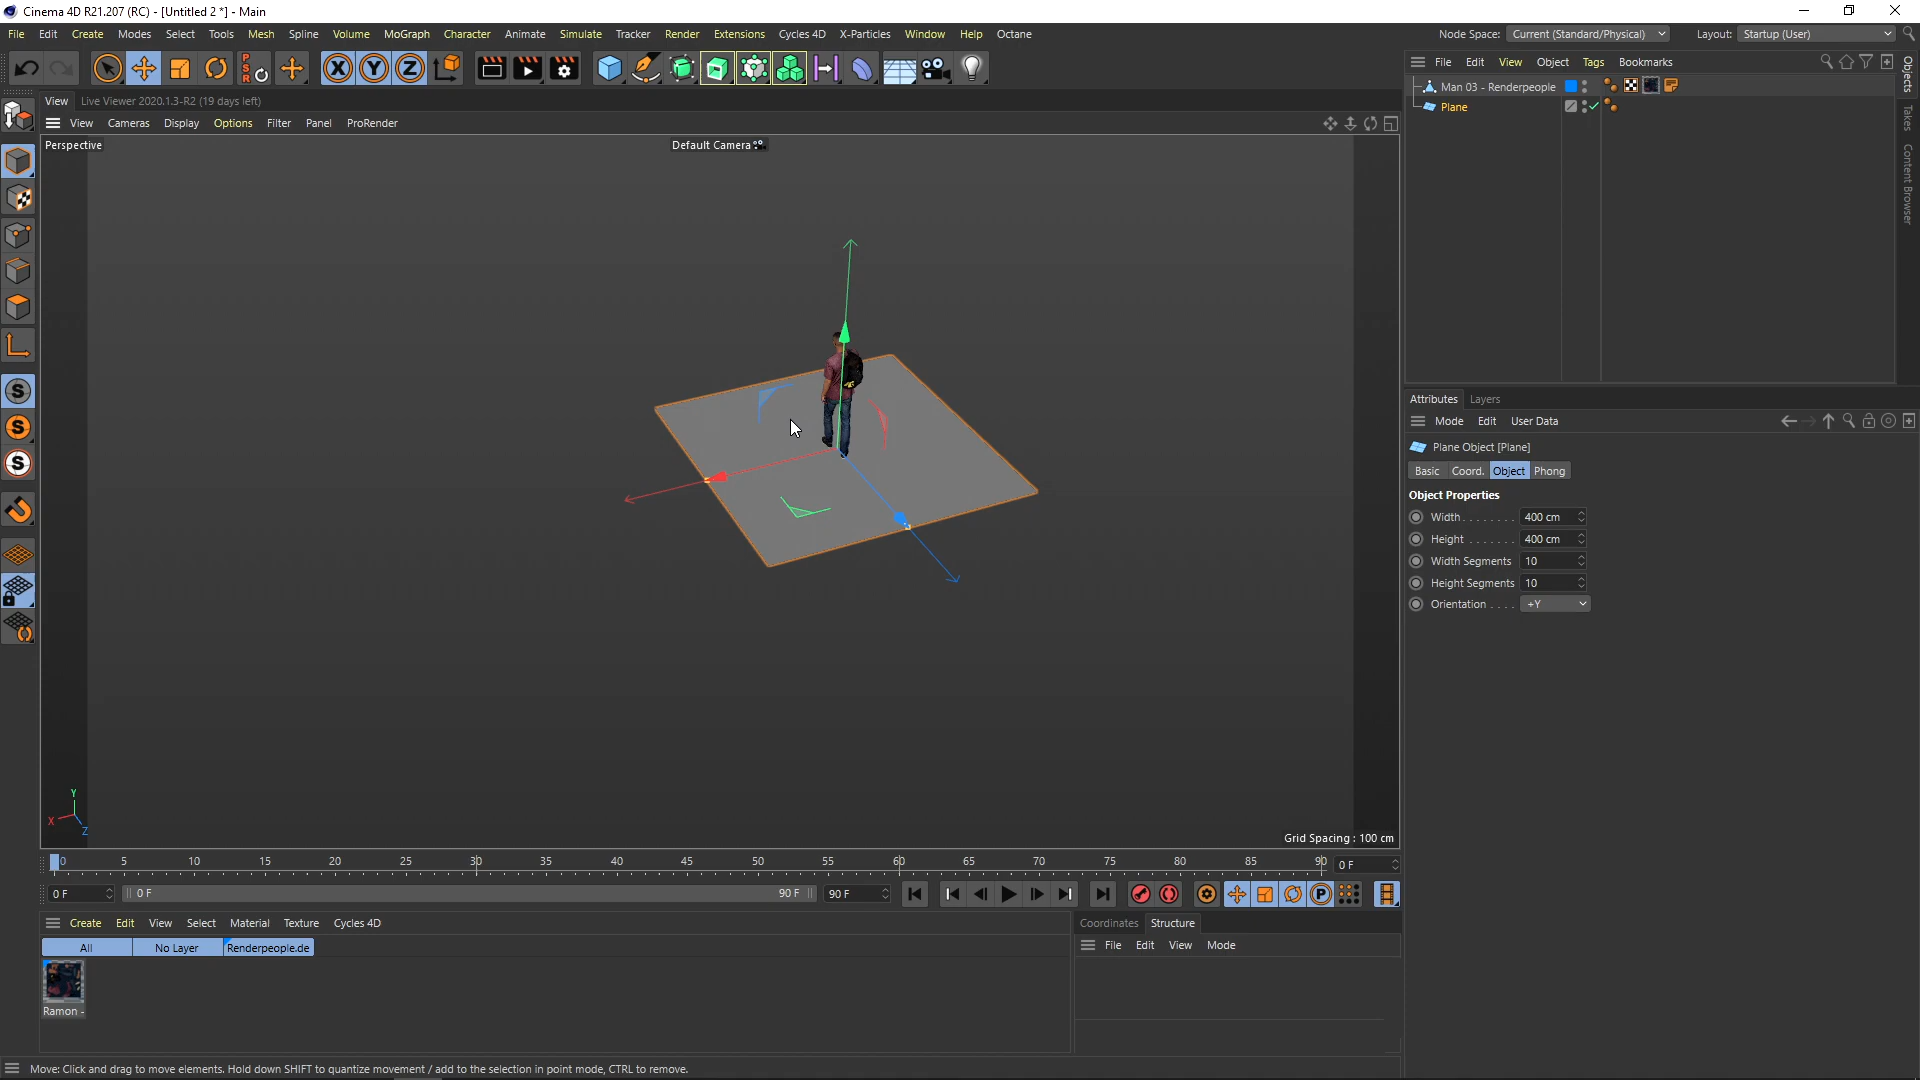 Cinema 4D R21.207 (RC) - [Untitled 2 *] - Main
File Edit Create Modes Select Tools Mesh Spline Volume MoGraph Character Animate Simulate Tracker Render Extensions Cycles 4D X-Particles Window Help Octane
Node Space: Current (Standard/Physical) Layout: Startup (User)
PSR X Y Z
File Edit View Object Tags Bookmarks
Man 03 - Renderpeople
Plane
Objects
Takes
Content Browser
View Live Viewer 2020.1.3-R2 (19 days left)
View Cameras Display Options Filter Panel ProRender
Perspective
Default Camera
S
S
S
Y
X
Z
Grid Spacing : 100 cm
Attributes Layers
Mode Edit User Data
Plane Object [Plane]
Basic Coord. Object Phong
Object Properties
Width. . . . . . . . 400 cm
Height . . . . . . . 400 cm
Width Segments 10
Height Segments 10
Orientation . . . . +Y
0 5 10 15 20 25 30 35 40 45 50 55 60 65 70 75 80 85 90 0 F
0 F 0 F 90 F 90 F P
Create Edit View Select Material Texture Cycles 4D
All No Layer Renderpeople.de
Ramon -
Coordinates Structure
File Edit View Mode
Move: Click and drag to move elements. Hold down SHIFT to quantize movement / add to the selection in point mode, CTRL to remove.